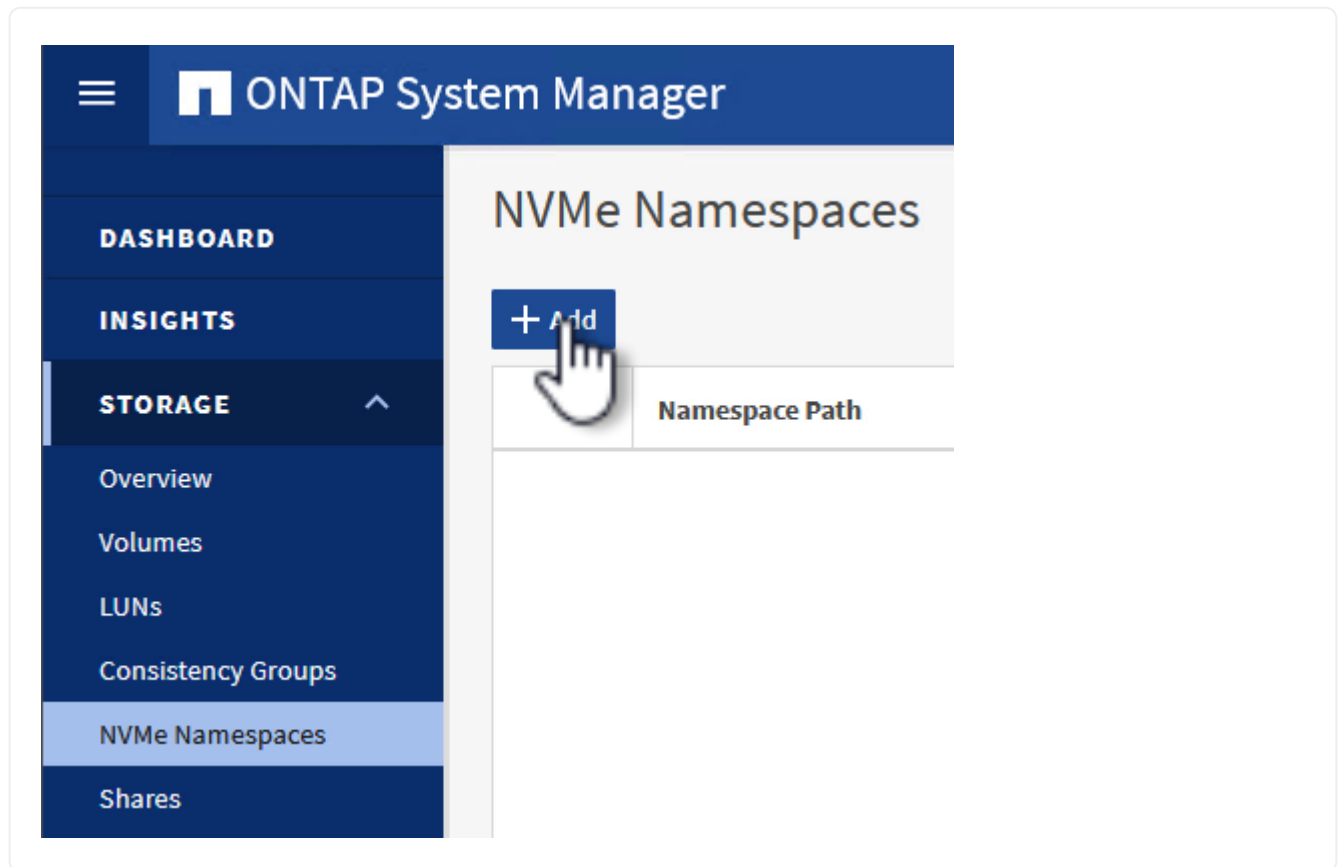 ONTAP System Manager
NVMe Namespaces
DASHBOARD
INSIGHTS
+ Add
STORAGE
Namespace Path
Overview
Volumes
LUNs
Consistency Groups
NVMe Namespaces
Shares